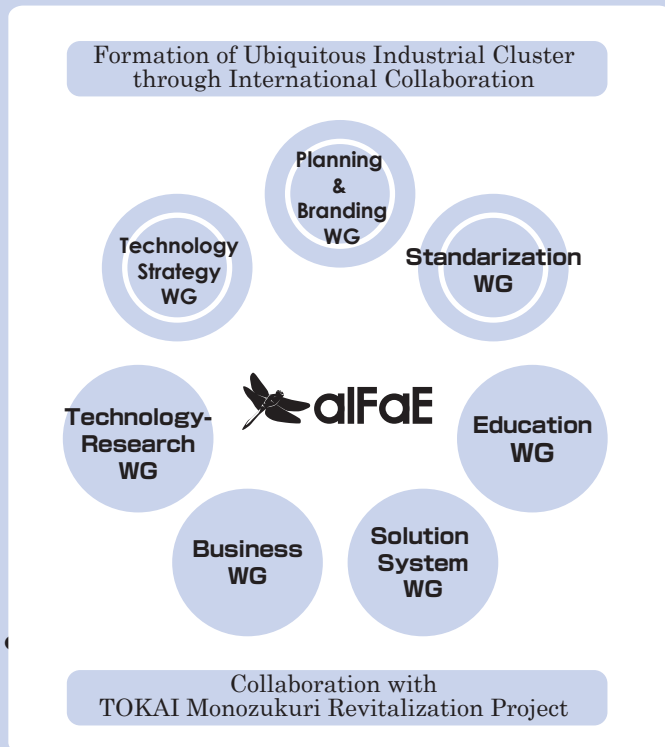 Formation of Ubiquitous Industrial Cluster
through International Collaboration
Planning
&
Branding
WG
Technology
Strategy
WG
Standarization
WG
alFaE
Technology-
Research
WG
Education
WG
Business
WG
Solution
System
WG
Collaboration with
TOKAI Monozukuri Revitalization Project